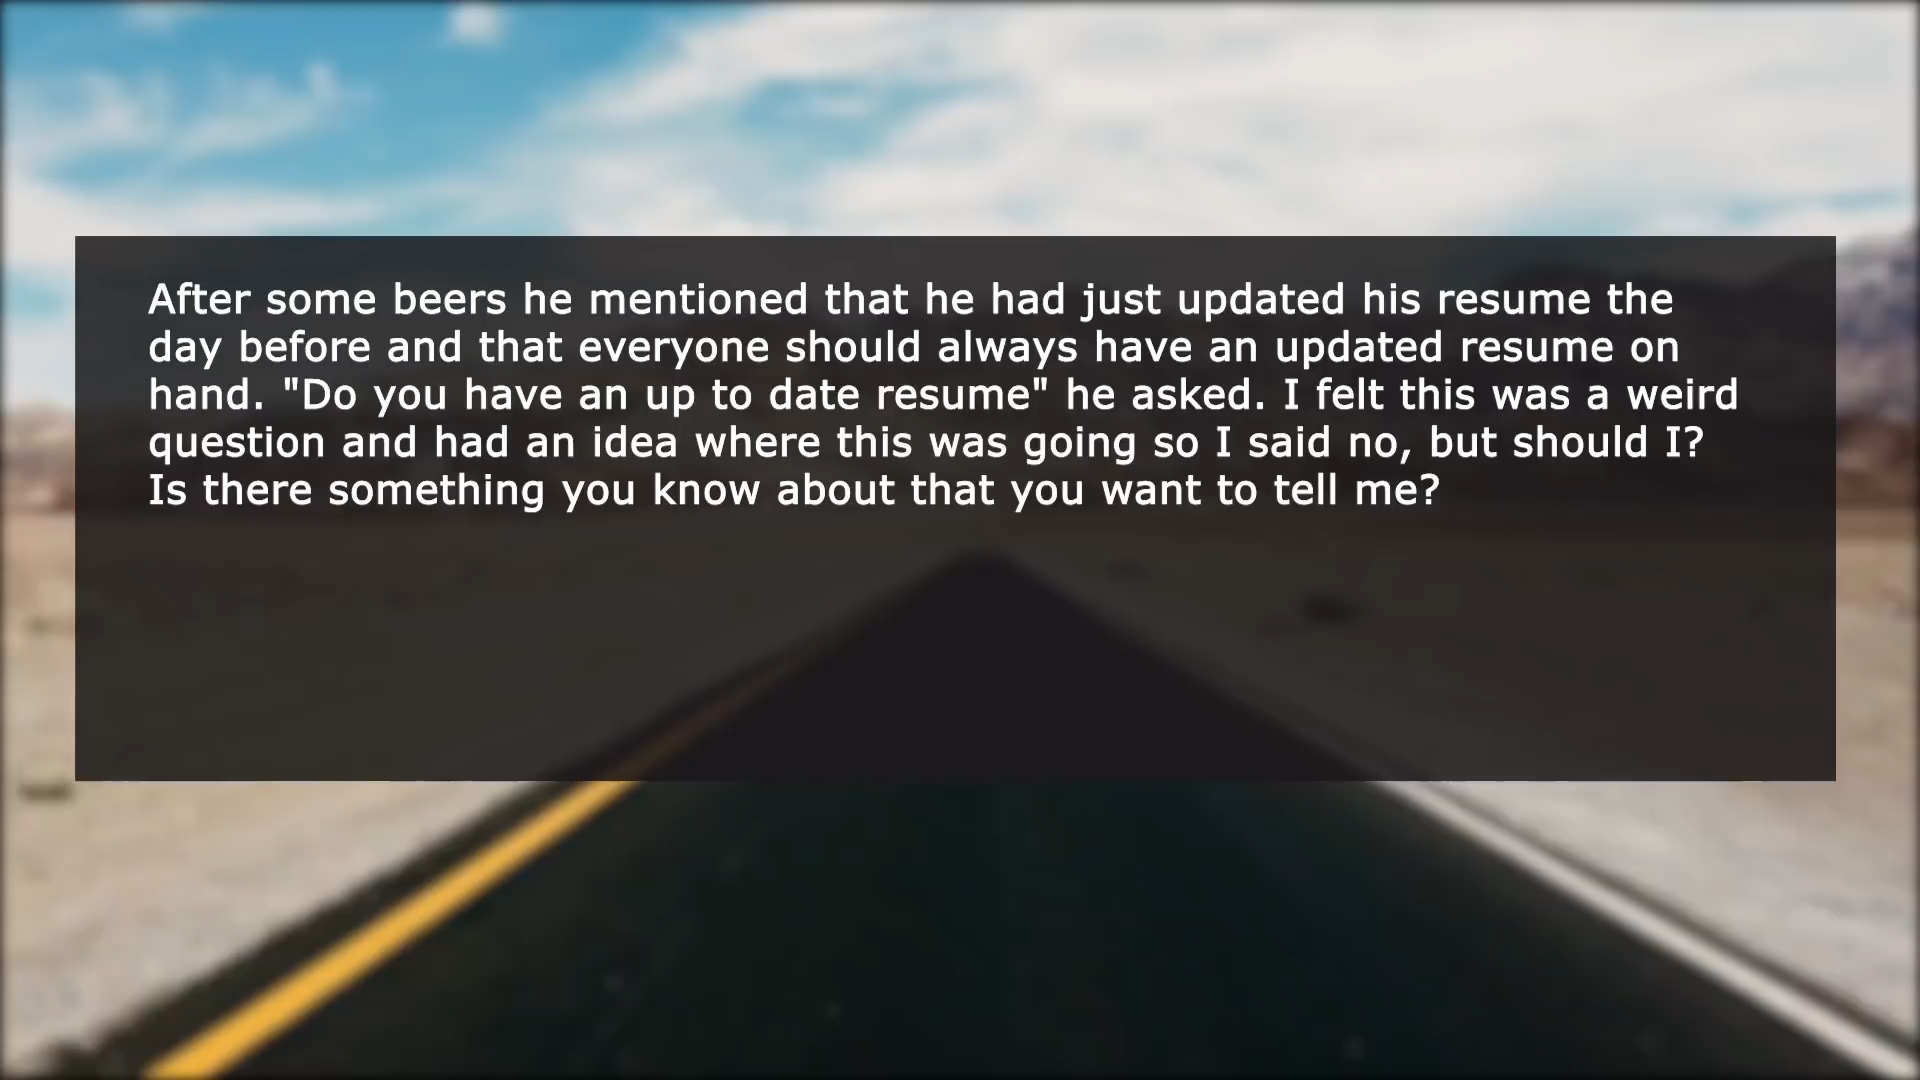 After some beers he mentioned that he had just updated his resume the
day before and that everyone should always have an updated resume on
hand. "Do you have an up to date resume" he asked. I felt this was a weird
question and had an idea where this was going so I said no, but should I?
Is there something you know about that you want to tell me?